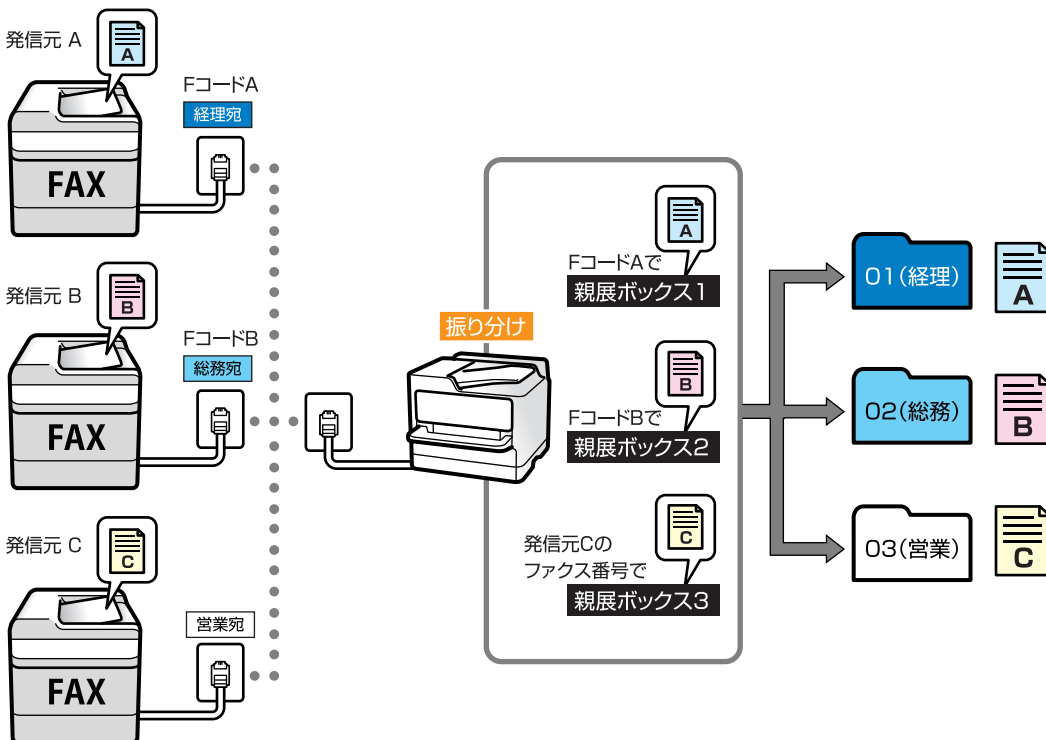 発信元 A
A
FコードA
経理宛
FAX
発信元 B
B
FコードB
総務宛
FAX
発信元 C
C
営業宛
FAX
振り分け
A
FコードAで
親展ボックス1
B
FコードBで
親展ボックス2
C
発信元Cの
ファクス番号で
親展ボックス3
01(経理)
A
02(総務)
B
03(営業)
C